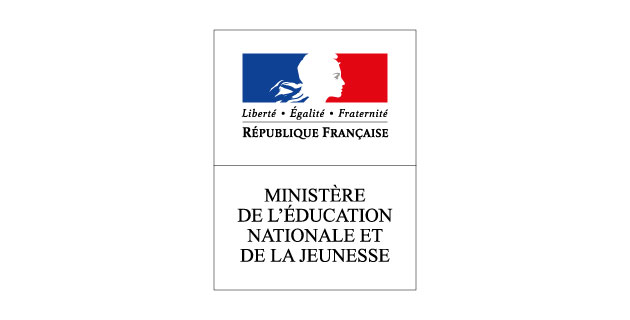 Liberté • Égalité • Fraternité
RÉPUBLIQUE FRANÇAISE
MINISTÈRE
DE L’ÉDUCATION
NATIONALE ET
DE LA JEUNESSE